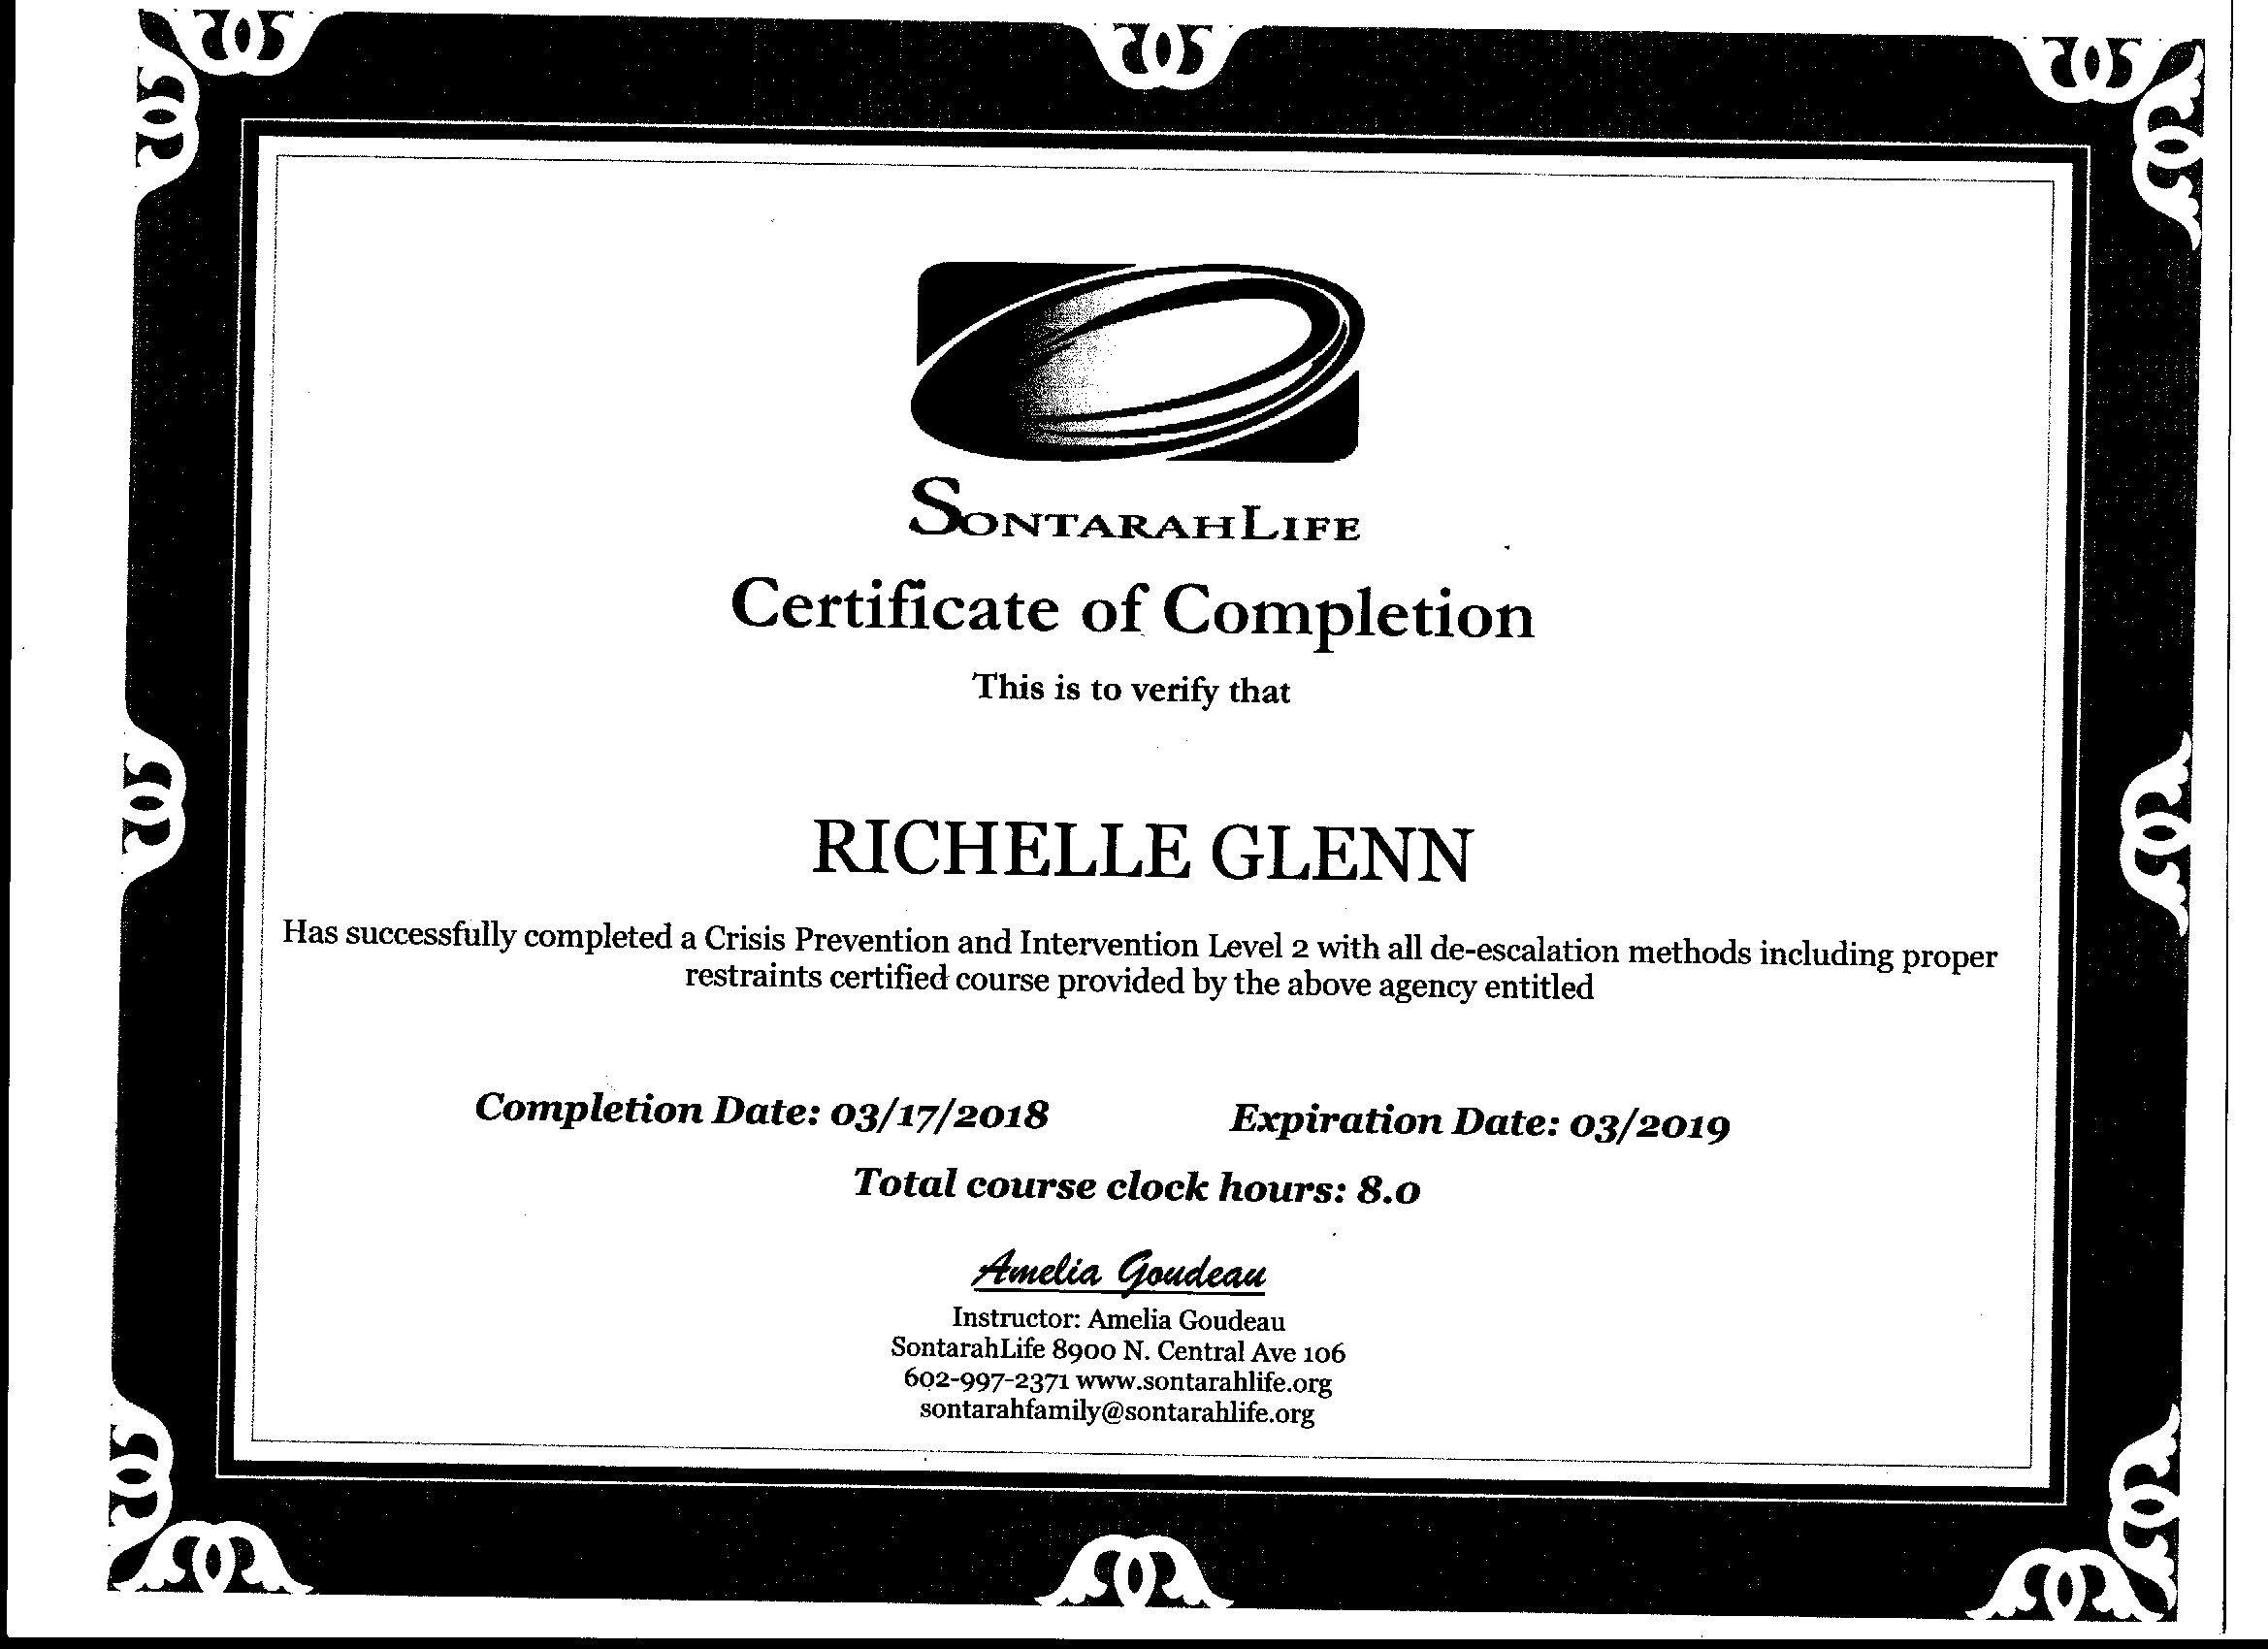 SONTARAHLIFE
Certificate of Completion
This is to verify that
RICHELLE GLENN
Has successfully completed a Crisis Prevention and Intervention Level 2 with all de-escalation methods including proper
restraints certified course provided by the above agency entitled
Completion Date: 03/17/2018 Expiration Date: 03/2019
Total course clock hours: 8.0
Amelia Goudeau
Instructor: Amelia Goudeau
SontarahLife 8900 N. Central Ave 106
602-997-2371 www.sontarahlife.org
sontarahfamily@sontarahlife.org